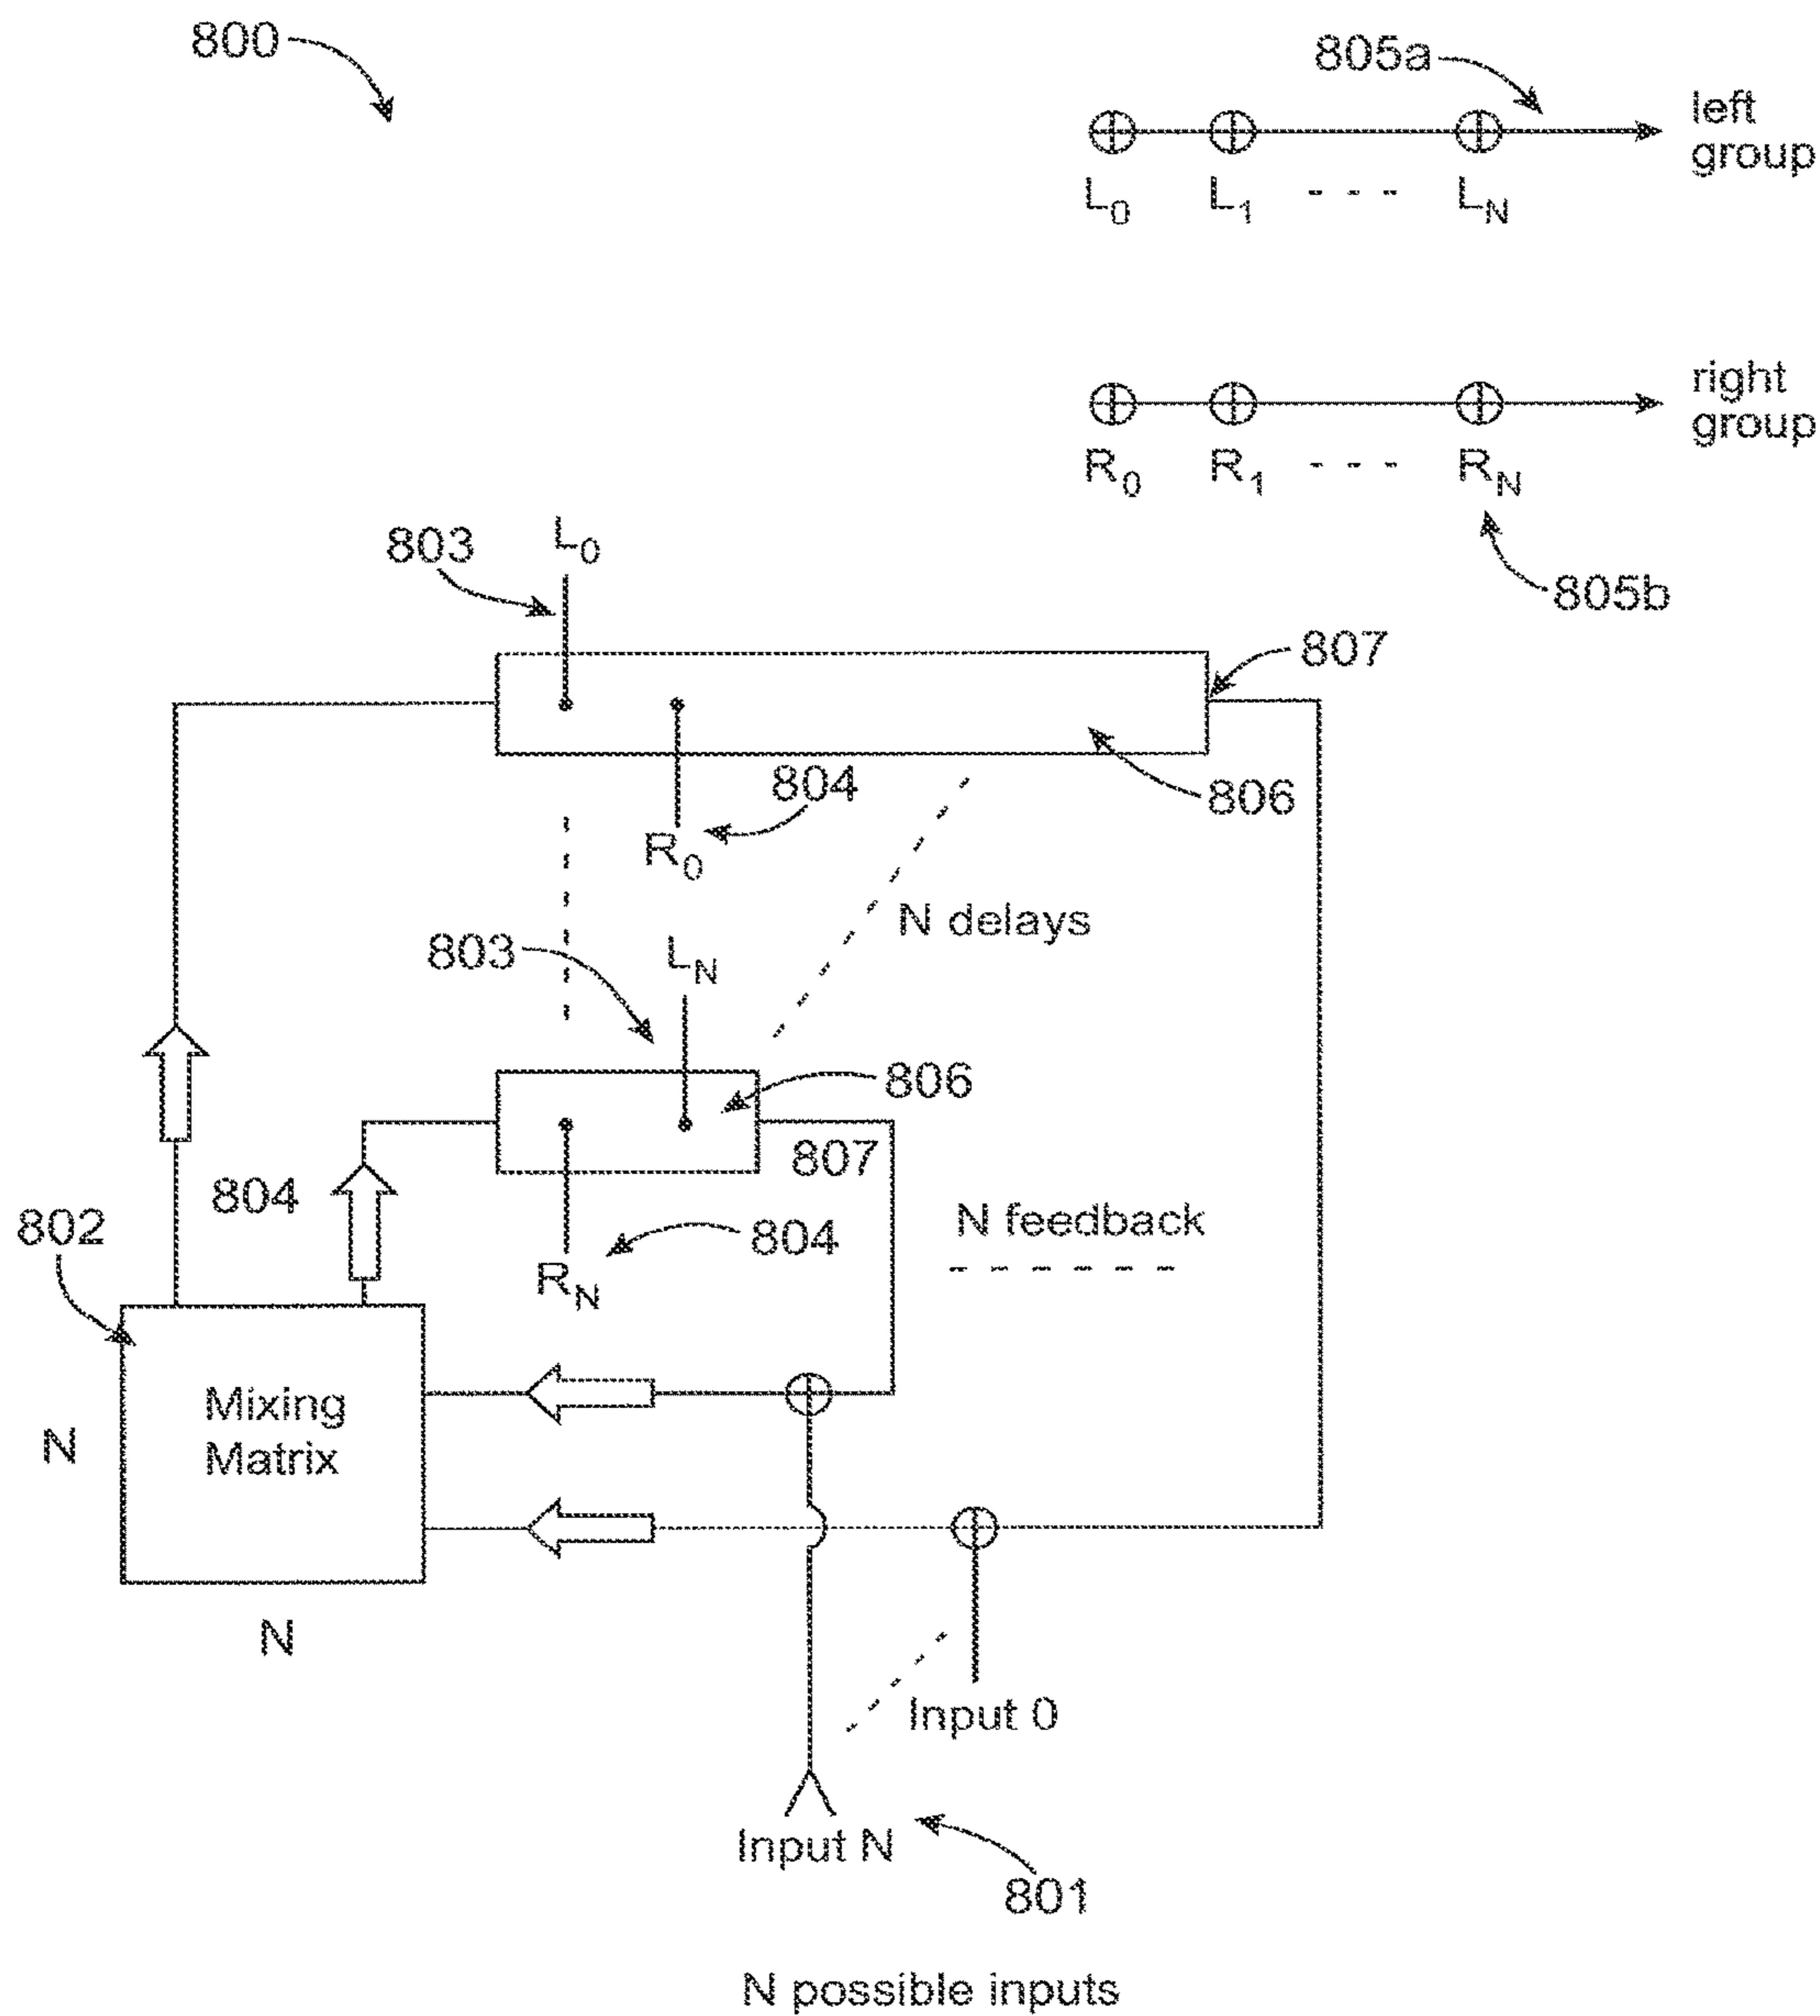 800
805a
left
group
L0 L1 - - - LN
right
group
R0 R1 - - - RN
805b
803
L0
807
806
804
R0
N delays
803
LN
806
807
804
804
RN
802
N feedback
Mixing
Matrix
N
N
Input 0
Input N
801
N possible inputs